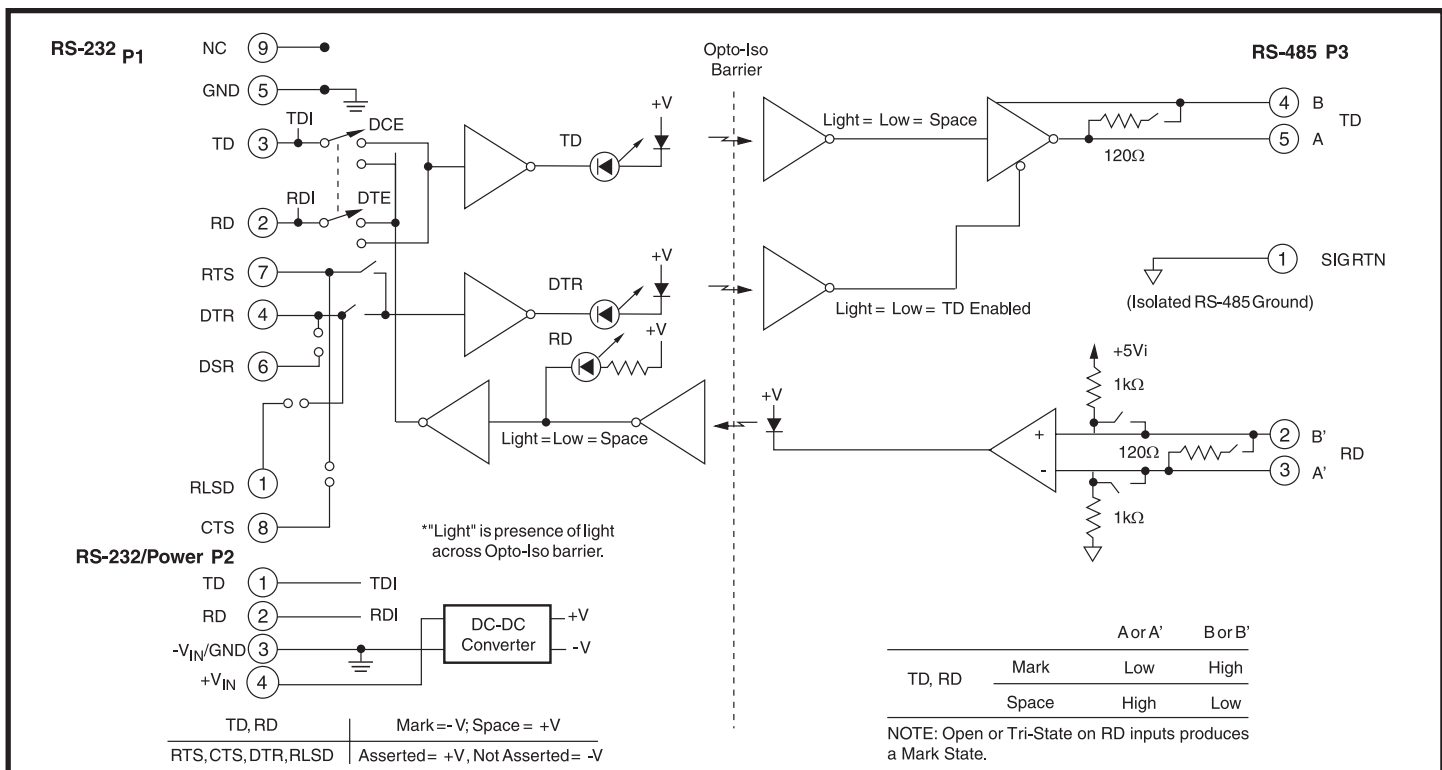 RS-232 P1
NC 9
GND 5
TD 3
TDI
DCE
RD 2
RDI
DTE
RTS 7
DTR 4
DSR 6
RLSD 1
CTS 8
TD
+V
DTR
+V
RD
+V
Light = Low = Space
*"Light" is presence of light
across Opto-Iso barrier.
Opto-Iso
Barrier
Light = Low = Space
Light = Low = TD Enabled
+V
RS-485 P3
4 B
TD
5 A
120Ω
1 SIGRTN
(Isolated RS-485 Ground)
+5Vi
1kΩ
+
-
120Ω
2 B'
RD
3 A'
1kΩ
RS-232/Power P2
TD 1 TDI
RD 2 RDI
-VIN/GND 3
+VIN 4
DC-DC
Converter
+V
-V
TD, RD Mark = -V; Space = +V
RTS, CTS, DTR, RLSD Asserted = +V, Not Asserted = -V
A or A' B or B'
TD, RD
Mark Low High
Space High Low
NOTE: Open or Tri-State on RD inputs produces
a Mark State.